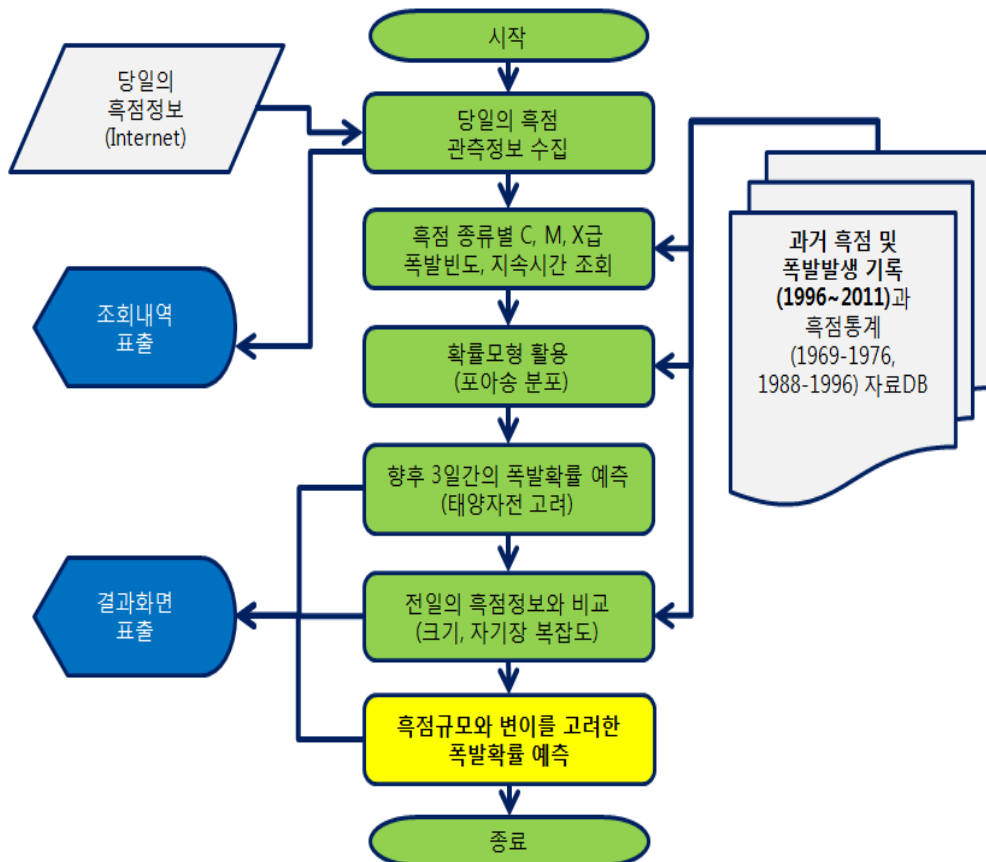 시작
당일의
흑점정보
(Internet)
당일의 흑점
관측정보 수집
흑점 종류별 C, M, X급
폭발빈도, 지속시간 조회
과거 흑점 및
폭발발생 기록
(1996~2011)과
흑점통계
(1969-1976,
1988-1996) 자료DB
조회내역
표출
확률모형 활용
(포아송 분포)
향후 3일간의 폭발확률 예측
(태양자전 고려)
결과화면
표출
전일의 흑점정보와 비교
(크기, 자기장 복잡도)
흑점규모와 변이를 고려한
폭발확률 예측
종료